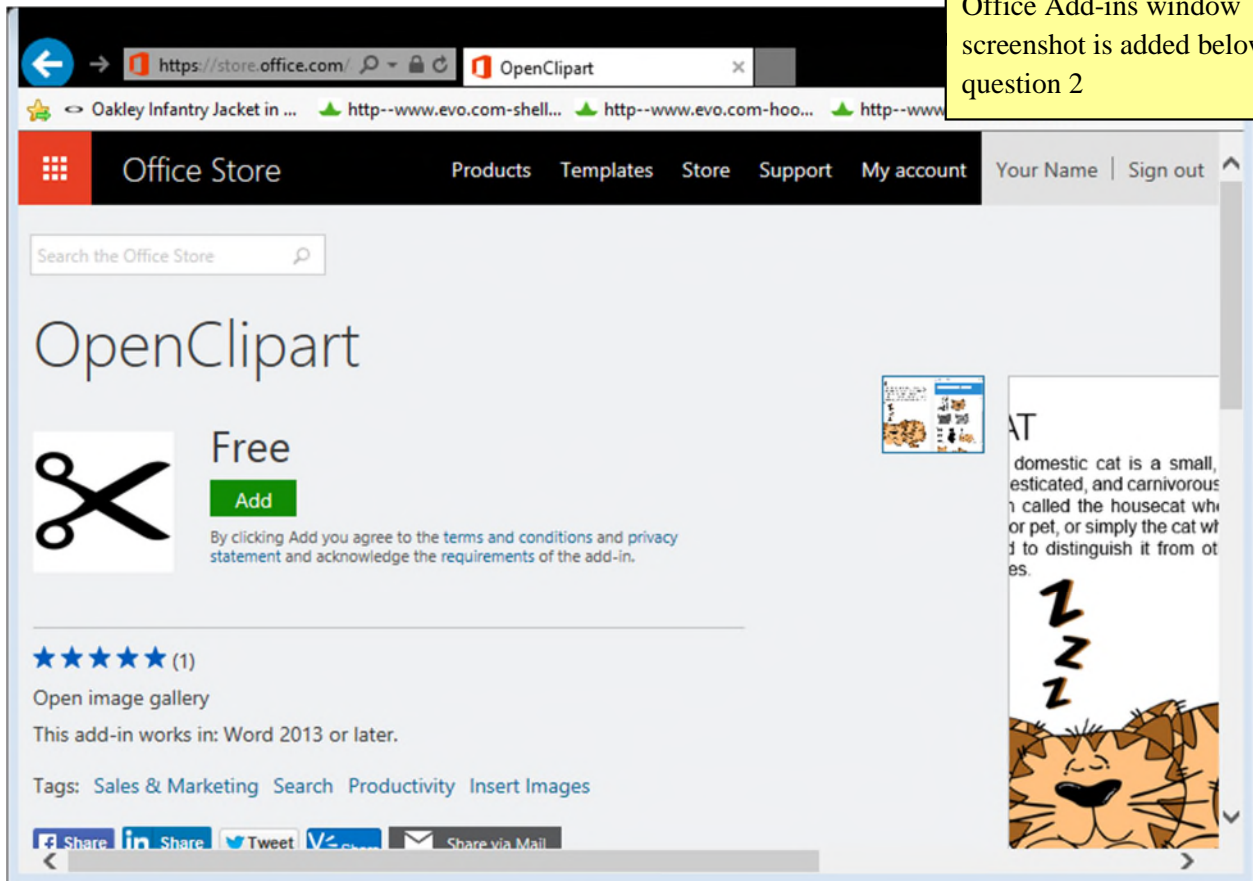 Office Add-ins window
screenshot is added below
question 2
https://store.office.com/
OpenClipart
Oakley Infantry Jacket in ...
http--www.evo.com-shell...
http--www.evo.com-hoo...
http--www
Office Store
Products
Templates
Store
Support
My account
Your Name | Sign out
Search the Office Store
OpenClipart
Free
Add
By clicking Add you agree to the terms and conditions and privacy
statement and acknowledge the requirements of the add-in.
AT
domestic cat is a small,
esticated, and carnivorous
called the housecat
or pet, or simply the cat
to distinguish it from ot
es.
z
z
z
★★★★★ (1)
Open image gallery
This add-in works in: Word 2013 or later.
Tags: Sales & Marketing Search Productivity Insert Images
Share
in Share
Tweet
Share via Mail